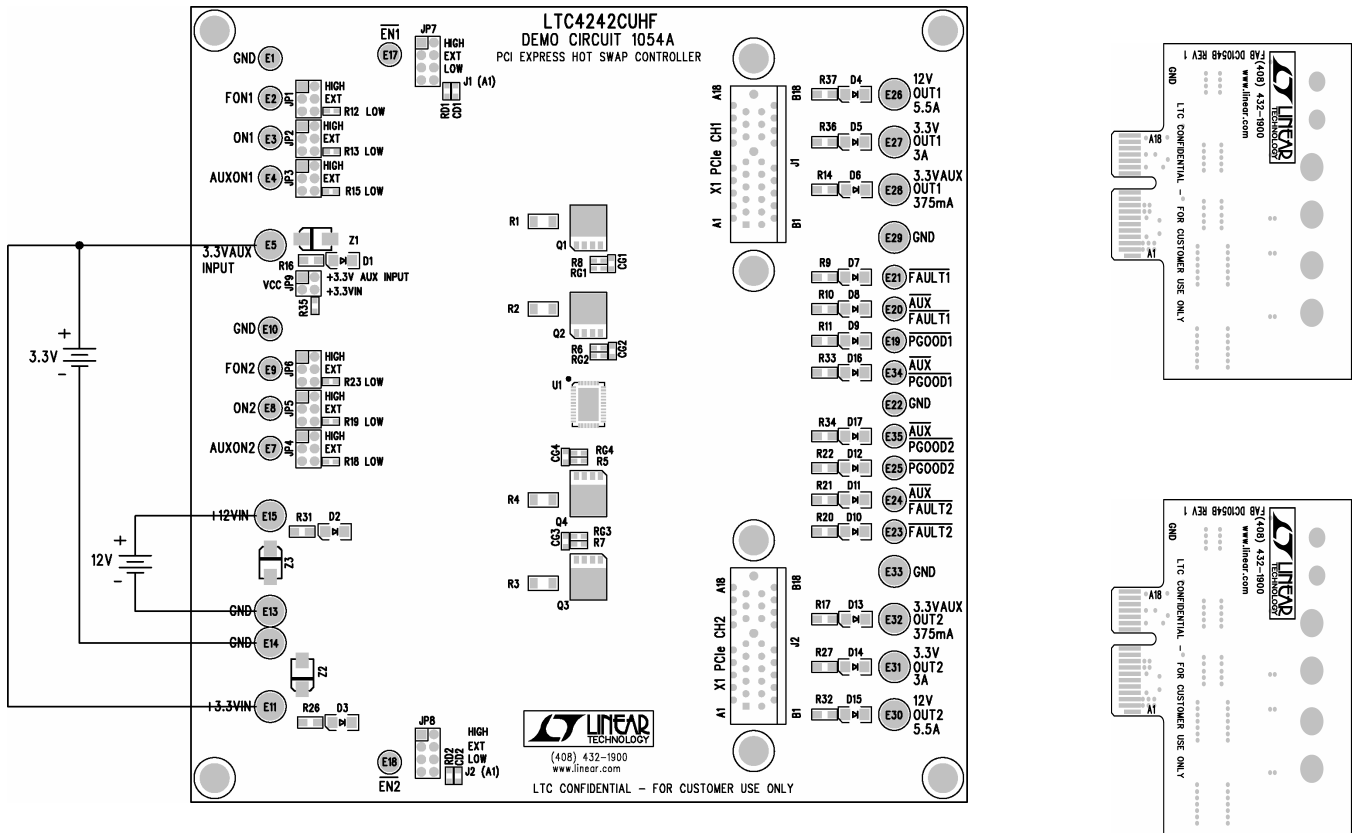 LTC4242CUHF
DEMO CIRCUIT 1054A
PCI EXPRESS HOT SWAP CONTROLLER
EN1
E17
JP7
HIGH
EXT
LOW
J1 (A1)
RD1
CD1
GND E1
FON1 E2
JP1
HIGH
EXT
R12 LOW
ON1 E3
JP2
HIGH
EXT
R13 LOW
AUXON1 E4
JP3
HIGH
EXT
R15 LOW
3.3VAUX
INPUT
E5
Z1
R16
D1
VCC
JP9
+3.3V AUX INPUT
+3.3VIN
R35
GND E10
+
3.3V
-
FON2 E9
JP6
HIGH
EXT
R23 LOW
ON2 E8
JP5
HIGH
EXT
R19 LOW
AUXON2 E7
JP4
HIGH
EXT
R18 LOW
+12VIN E15
R31
D2
+
12V
-
Z3
GND E13
GND E14
Z2
+3.3VIN E11
R26
D3
JP8
HIGH
EXT
LOW
J2 (A1)
RD2
CD2
E18
EN2
R1
Q1
R8
RG1
CG1
R2
Q2
R6
RG2
CG2
U1
CG4
RG4
R5
R4
Q4
CG3
RG3
R7
R3
Q3
LINEAR
TECHNOLOGY
(408) 432-1900
www.linear.com
LTC CONFIDENTIAL - FOR CUSTOMER USE ONLY
A18
B18
X1 PCIe CH1
J1
A1
B1
A18
B18
X1 PCIe CH2
J2
A1
B1
R37 D4 E26 12V
OUT1
5.5A
R36 D5 E27 3.3V
OUT1
3A
R14 D6 E28 3.3VAUX
OUT1
375mA
E29 GND
R9 D7 E21 FAULT1
R10 D8 E20 AUX
FAULT1
R11 D9 E19 PGOOD1
R33 D16 E34 AUX
PGOOD1
E22 GND
R34 D17 E35 AUX
PGOOD2
R22 D12 E25 PGOOD2
R21 D11 E24 AUX
FAULT2
R20 D10 E23 FAULT2
E33 GND
R17 D13 E32 3.3VAUX
OUT2
375mA
R27 D14 E31 3.3V
OUT2
3A
R32 D15 E30 12V
OUT2
5.5A
FAB DC1054B REV 1
GND
(408) 432-1900
www.linear.com
LINEAR
TECHNOLOGY
LTC CONFIDENTIAL - FOR CUSTOMER USE ONLY
A18
A1
FAB DC1054B REV 1
GND
(408) 432-1900
www.linear.com
LINEAR
TECHNOLOGY
LTC CONFIDENTIAL - FOR CUSTOMER USE ONLY
A18
A1